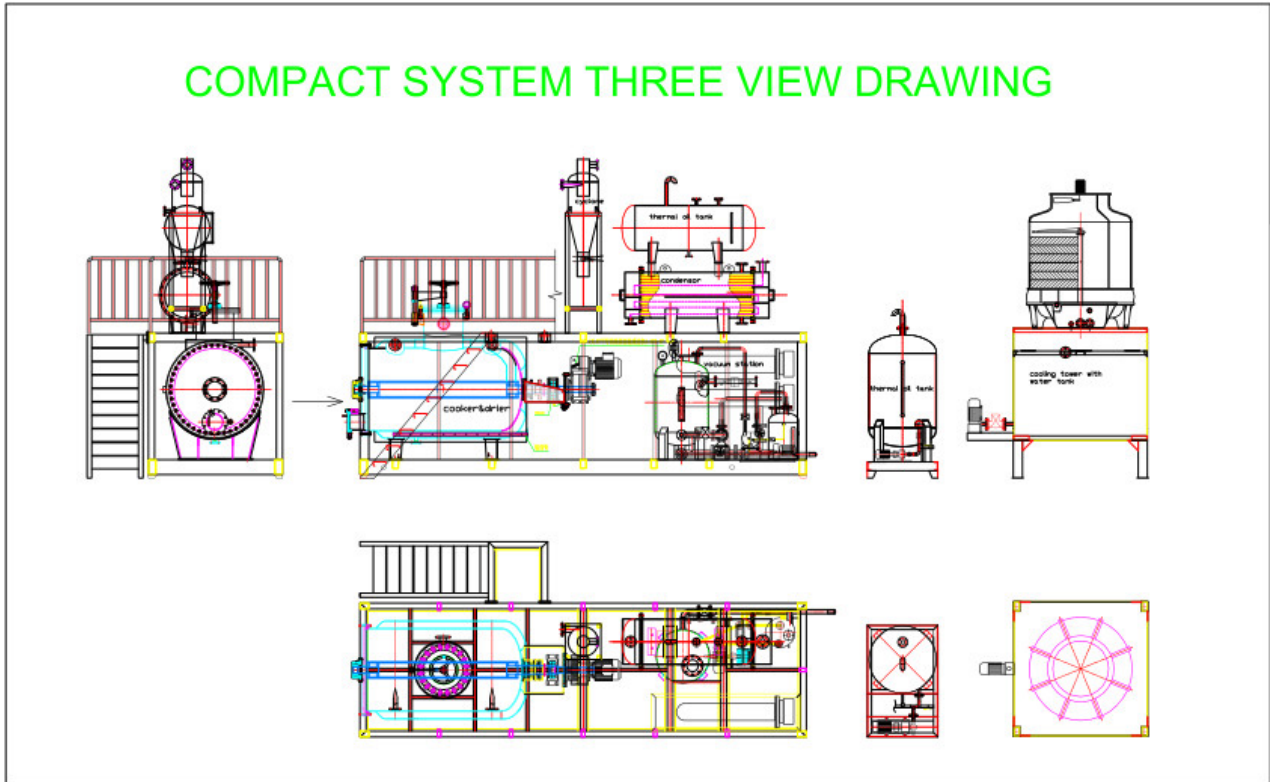 COMPACT SYSTEM THREE VIEW DRAWING
cyclone
thermal oil tank
condensor
vacuum station
cooker&drier
thermal oil tank
cooling tower with
water tank